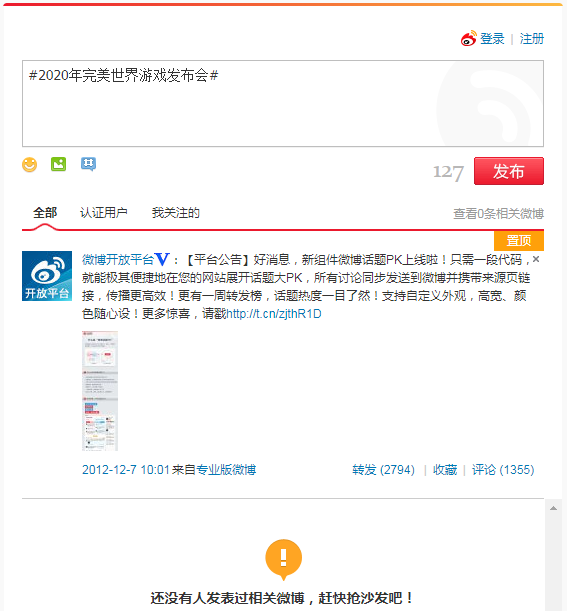 登录 | 注册
#2020年完美世界游戏发布会#
127 发布
全部 认证用户 我关注的 查看0条相关微博
置顶
微博开放平台V：【平台公告】好消息，新组件微博话题PK上线啦！只需一段代码，
就能极其便捷地在您的网站展开话题大PK，所有讨论同步发送到微博并携带来源页链
接，传播更高效！更有一周转发榜，话题热度一目了然！支持自定义外观，高宽、颜
色随心设！更多惊喜，请戳http://t.cn/zjthR1D
开放平台
2012-12-7 10:01 来自专业版微博 转发 (2794) | 收藏 | 评论 (1355)
还没有人发表过相关微博，赶快抢沙发吧！